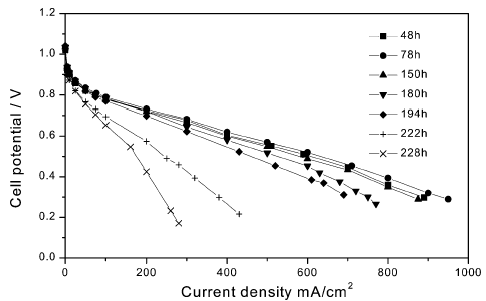 1.2
1.0
0.8
0.6
0.4
0.2
0.0
Cell potential / V
48h
78h
150h
180h
194h
222h
228h
0 200 400 600 800 1000
Current density mA/cm²